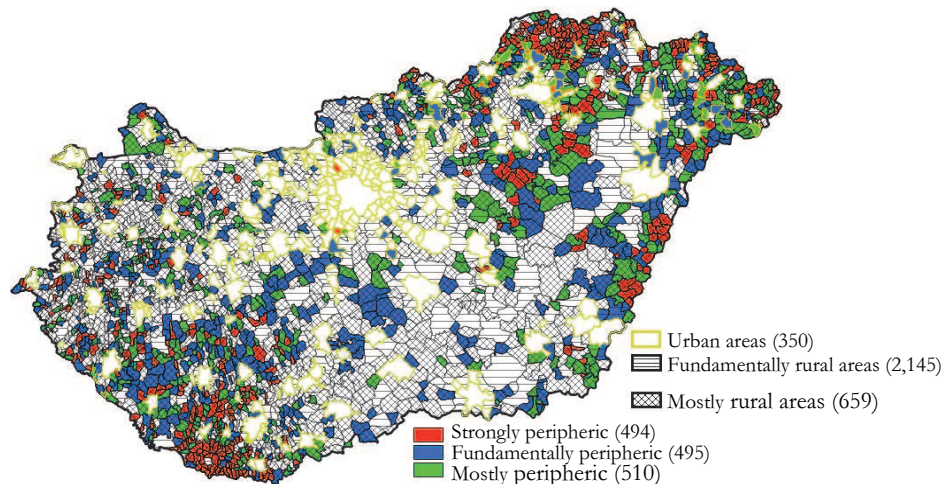 Urban areas (350)
Fundamentally rural areas (2,145)
Mostly rural areas (659)
Strongly peripheric (494)
Fundamentally peripheric (495)
Mostly peripheric (510)